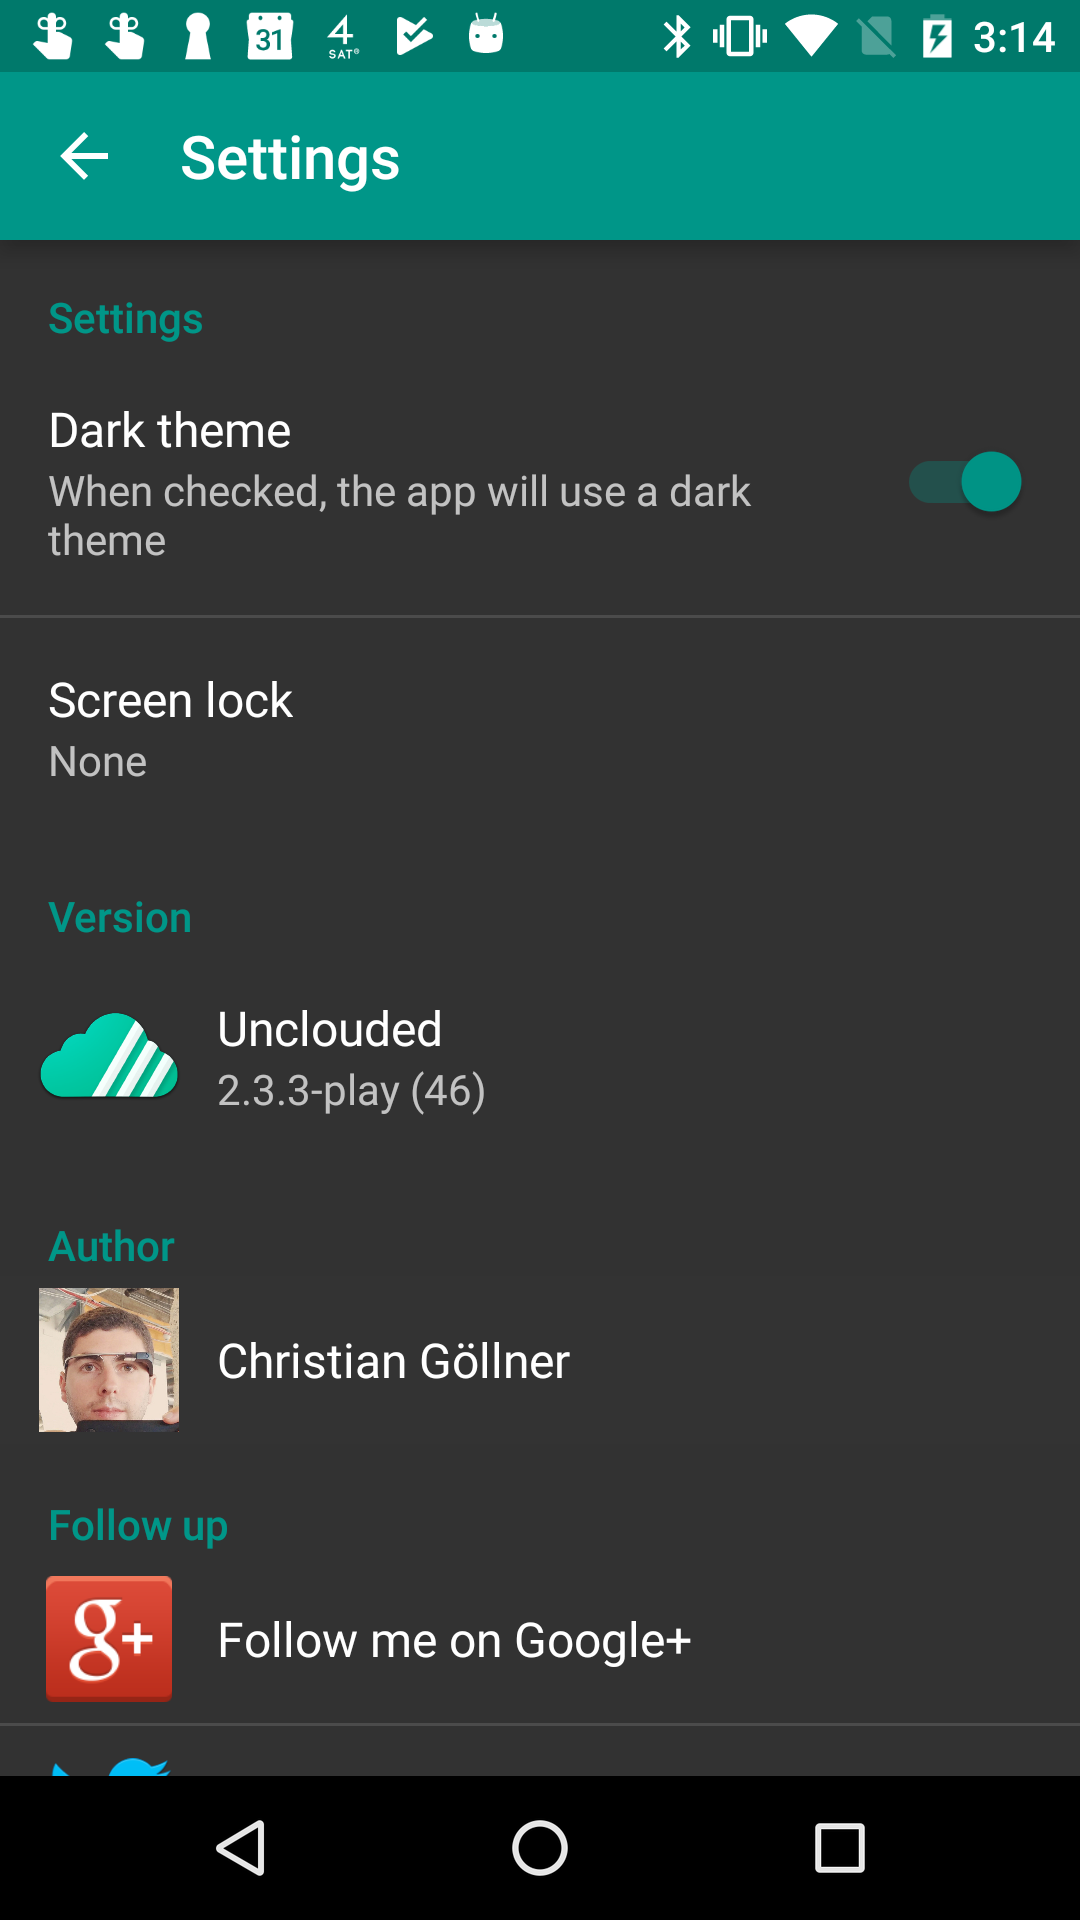 31
4
SAT®
3:14
Settings
Settings
Dark theme
When checked, the app will use a dark
theme
Screen lock
None
Version
Unclouded
2.3.3-play (46)
Author
Christian Göllner
Follow up
g+
Follow me on Google+